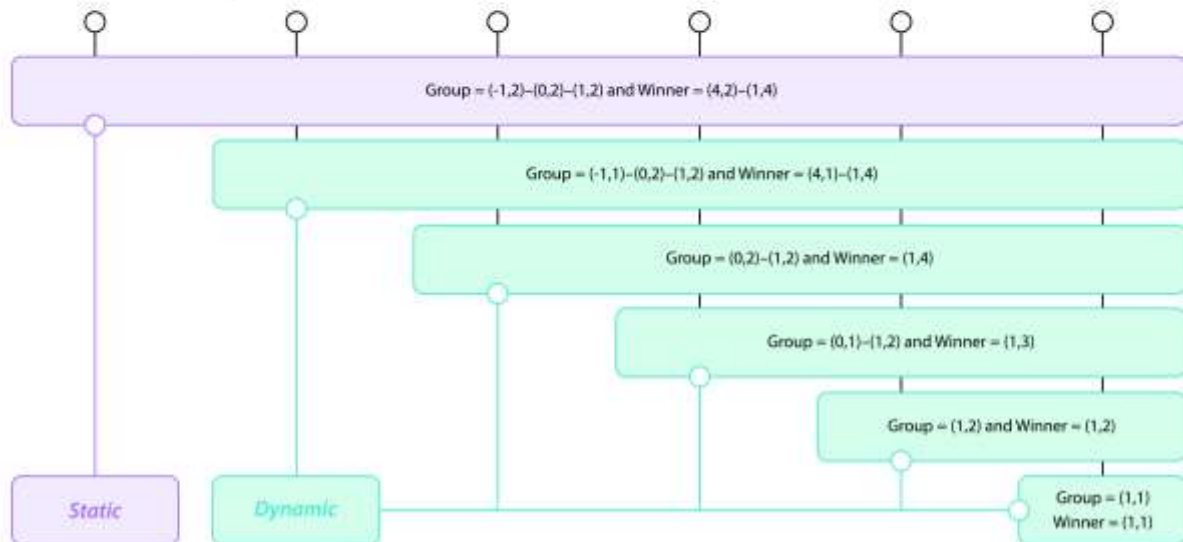 Group = (-1,2)–(0,2)–(1,2) and Winner = (4,2)–(1,4)
Group = (-1,1)–(0,2)–(1,2) and Winner = (4,1)–(1,4)
Group = (0,2)–(1,2) and Winner = (1,4)
Group = (0,1)–(1,2) and Winner = (1,3)
Group = (1,2) and Winner = (1,2)
Static
Dynamic
Group = (1,1)
Winner = (1,1)